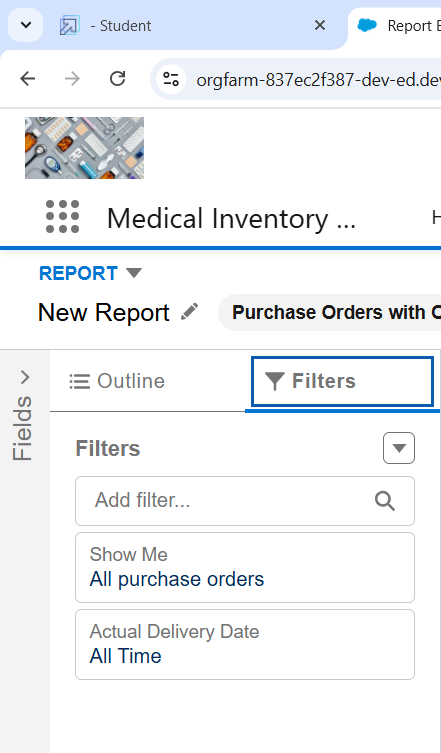 - Student
Report E
orgfarm-837ec2f387-dev-ed.de
Medical Inventory ...
H
REPORT
New Report
Purchase Orders with C
Fields
Outline
Filters
Filters
Add filter...
Show Me
All purchase orders
Actual Delivery Date
All Time